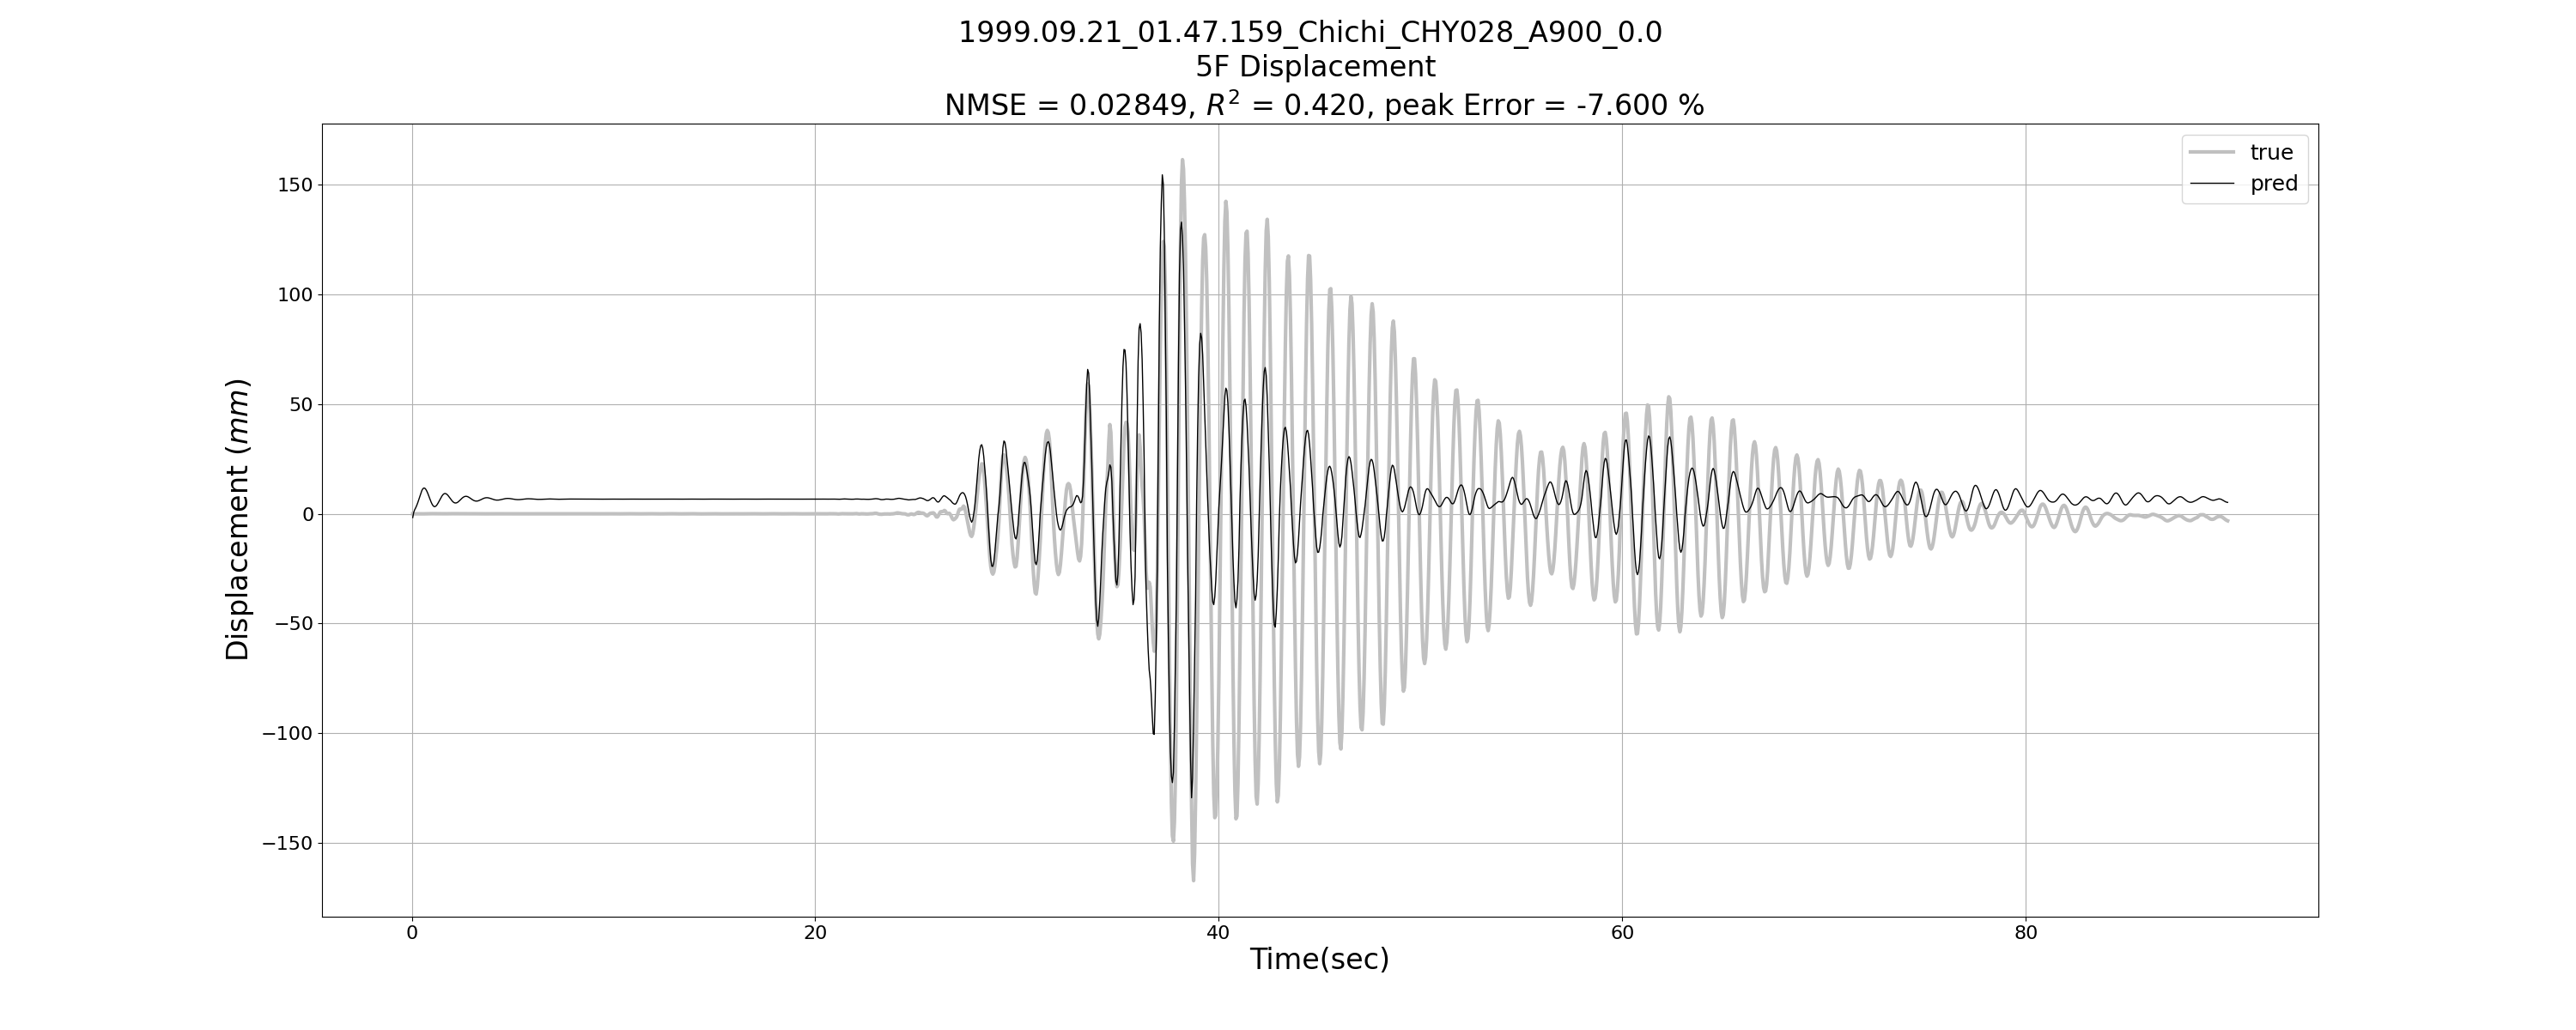 1999.09.21_01.47.159_Chichi_CHY028_A900_0.0
5F Displacement
NMSE = 0.02849, R² = 0.420, peak Error = -7.600 %
true
pred
Displacement (mm)
150
100
50
0
−50
−100
−150
0 20 40 60 80
Time(sec)